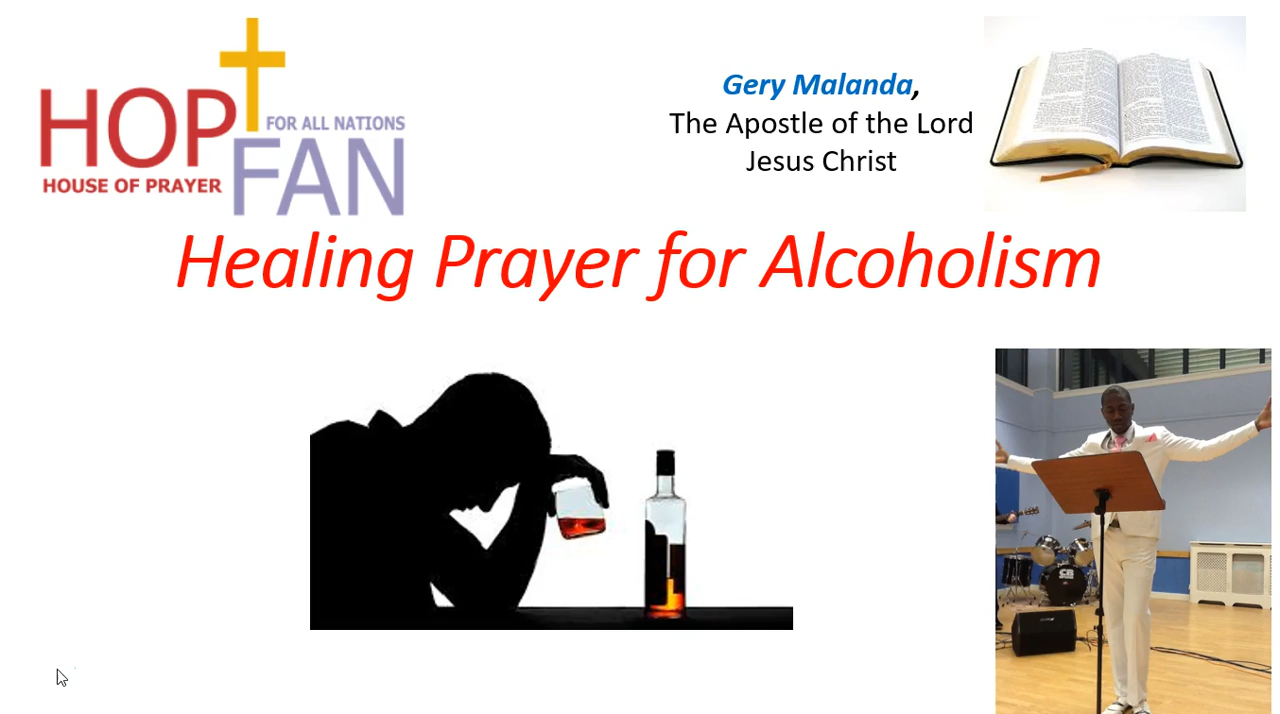 HOP
FOR ALL NATIONS
HOUSE OF PRAYER
FAN
Gery Malanda,
The Apostle of the Lord
Jesus Christ
Healing Prayer for Alcoholism
CB